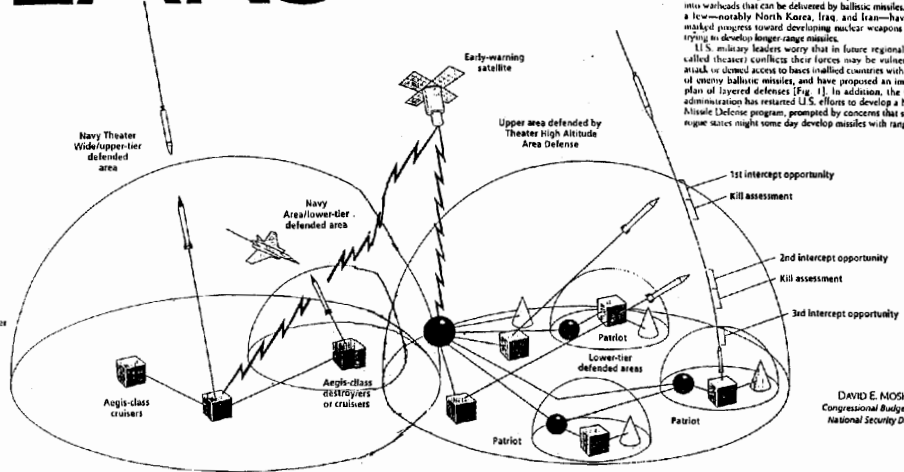 into warheads that can be delivered by ballistic missiles.
a few—notably North Korea, Iraq, and Iran—hav
marked progress toward developing nuclear weapons
trying to develop longer-range missiles.
U.S. military leaders worry that in future regional
called theater) conflicts their forces may be vulner
attack or denied access to bases in allied countries with
of enemy ballistic missiles, and have proposed an im
plan of layered defenses [Fig. 1]. In addition, the
administration has restarted U.S. efforts to develop a N
Missile Defense program, prompted by concerns that s
rogue states might some day develop missiles with rang
Early-warning
satellite
Navy Theater
Wide/upper-tier
defended
area
Upper area defended by
Theater High Altitude
Area Defense
Navy
Area/lower-tier
defended area
1st intercept opportunity
Kill assessment
2nd intercept opportunity
Kill assessment
3rd intercept opportunity
Patriot
Lower-tier
defended areas
Aegis-class
cruisers
Aegis-class
destroyers
or cruisers
Patriot
Patriot
DAVID E. MOS
Congressional Budge
National Security D